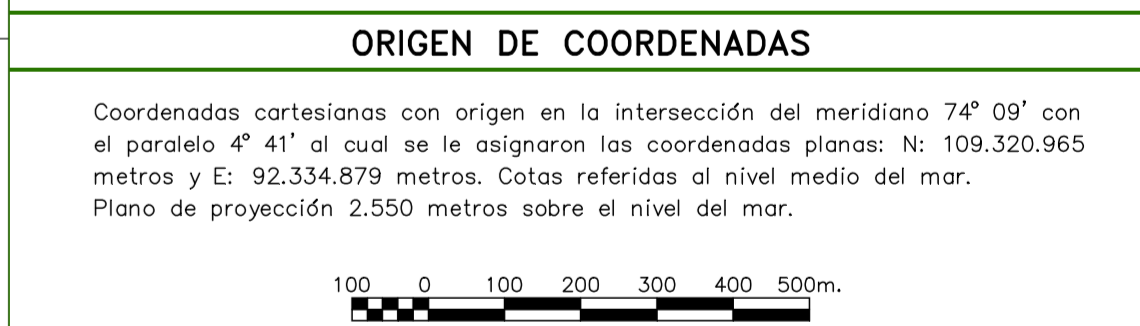 ORIGEN DE COORDENADAS
Coordenadas cartesianas con origen en la intersección del meridiano 74° 09' con
el paralelo 4° 41' al cual se le asignaron las coordenadas planas: N: 109.320.965
metros y E: 92.334.879 metros. Cotas referidas al nivel medio del mar.
Plano de proyección 2.550 metros sobre el nivel del mar.
100 0 100 200 300 400 500m.